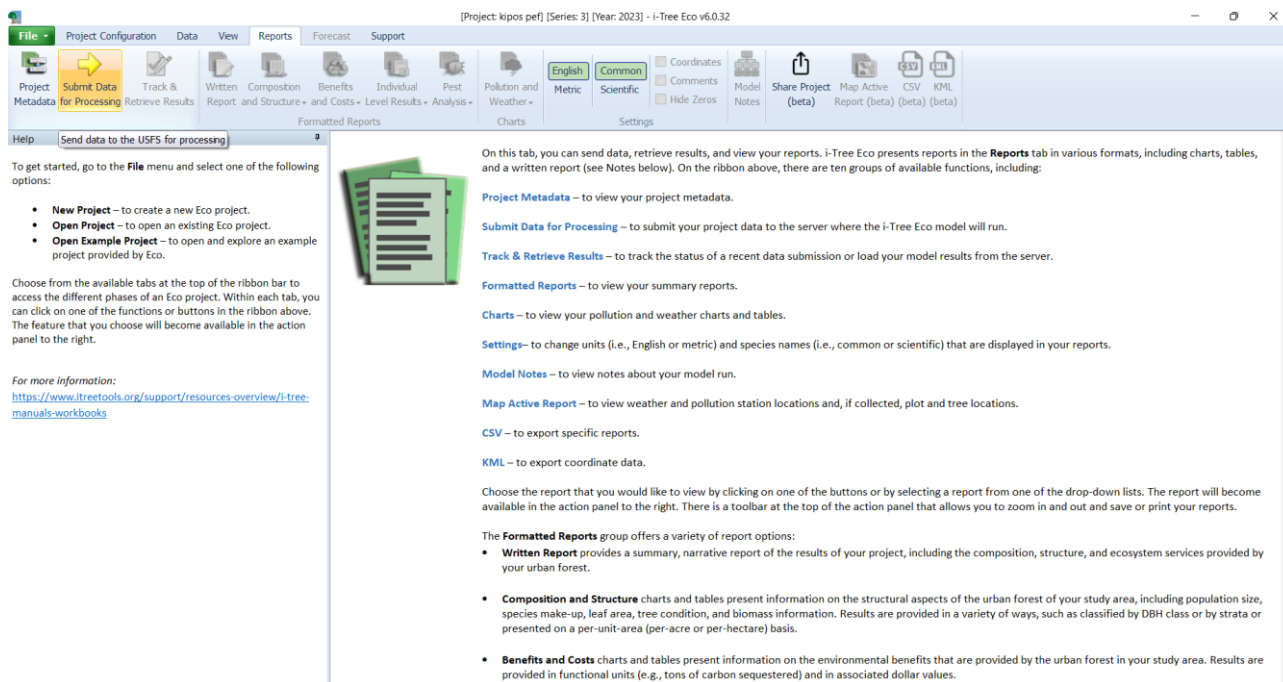 [Project: kipos pef] [Series: 3] [Year: 2023] - i-Tree Eco v6.0.32
File Project Configuration Data View Reports Forecast Support
Project Metadata
Submit Data for Processing
Track & Retrieve Results
Written Report
Composition and Structure
Benefits and Costs
Individual Level Results
Pest Analysis
Formatted Reports
Pollution and Weather
Charts
English
Metric
Common
Scientific
Coordinates
Comments
Hide Zeros
Settings
Model Notes
Share Project (beta)
Map Active Report (beta)
CSV (beta)
KML (beta)
Help
Send data to the USFS for processing
To get started, go to the File menu and select one of the following
options:
• New Project – to create a new Eco project.
• Open Project – to open an existing Eco project.
• Open Example Project – to open and explore an example
project provided by Eco.
Choose from the available tabs at the top of the ribbon bar to
access the different phases of an Eco project. Within each tab, you
can click on one of the functions or buttons in the ribbon above.
The feature that you choose will become available in the action
panel to the right.
For more information:
https://www.itreetools.org/support/resources-overview/i-tree-
manuals-workbooks
On this tab, you can send data, retrieve results, and view your reports. i-Tree Eco presents reports in the Reports tab in various formats, including charts, tables,
and a written report (see Notes below). On the ribbon above, there are ten groups of available functions, including:
Project Metadata – to view your project metadata.
Submit Data for Processing – to submit your project data to the server where the i-Tree Eco model will run.
Track & Retrieve Results – to track the status of a recent data submission or load your model results from the server.
Formatted Reports – to view your summary reports.
Charts – to view your pollution and weather charts and tables.
Settings– to change units (i.e., English or metric) and species names (i.e., common or scientific) that are displayed in your reports.
Model Notes – to view notes about your model run.
Map Active Report – to view weather and pollution station locations and, if collected, plot and tree locations.
CSV – to export specific reports.
KML – to export coordinate data.
Choose the report that you would like to view by clicking on one of the buttons or by selecting a report from one of the drop-down lists. The report will become
available in the action panel to the right. There is a toolbar at the top of the action panel that allows you to zoom in and out and save or print your reports.
The Formatted Reports group offers a variety of report options:
• Written Report provides a summary, narrative report of the results of your project, including the composition, structure, and ecosystem services provided by
your urban forest.
• Composition and Structure charts and tables present information on the structural aspects of the urban forest of your study area, including population size,
species make-up, leaf area, tree condition, and biomass information. Results are provided in a variety of ways, such as classified by DBH class or by strata or
presented on a per-unit-area (per-acre or per-hectare) basis.
• Benefits and Costs charts and tables present information on the environmental benefits that are provided by the urban forest in your study area. Results are
provided in functional units (e.g., tons of carbon sequestered) and in associated dollar values.